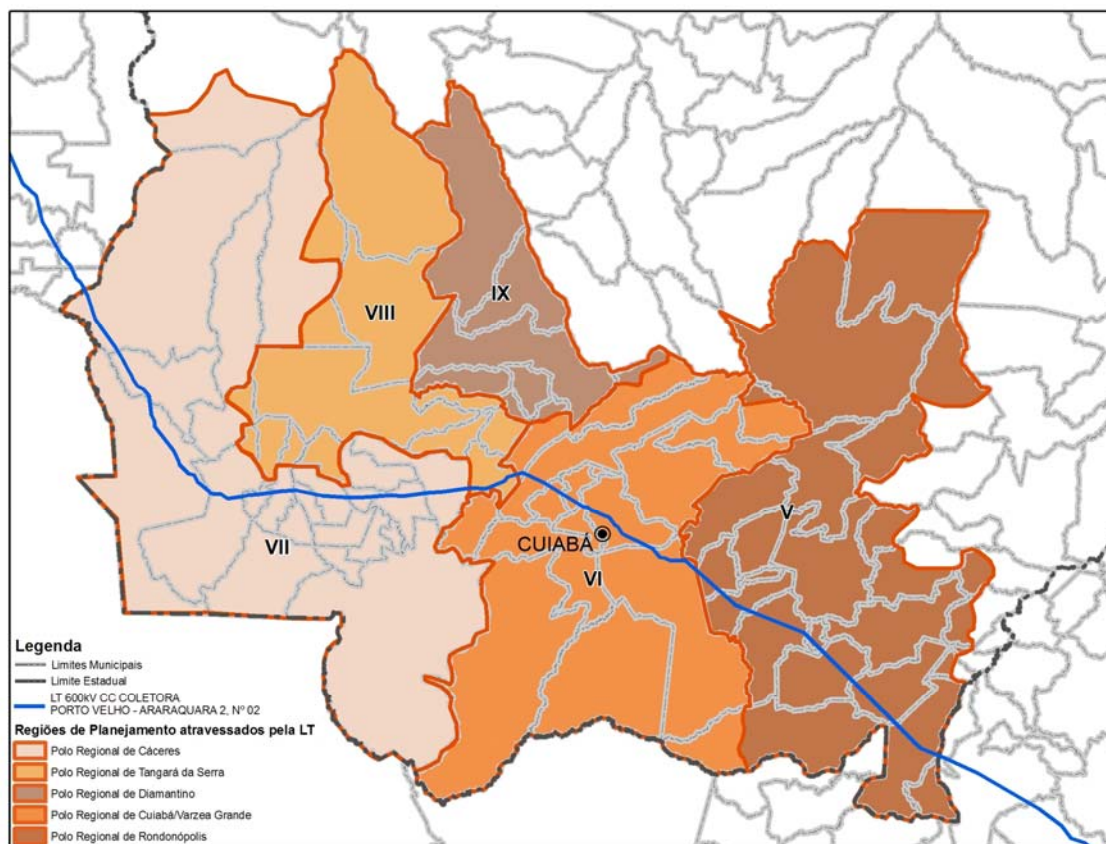 IX
VIII
V
CUIABÁ
VII
VI
Legenda
Limites Municipais
Limite Estadual
LT 600kV CC COLETORA
PORTO VELHO - ARARAQUARA 2, Nº 02
Regiões de Planejamento atravessados pela LT
Polo Regional de Cáceres
Polo Regional de Tangará da Serra
Polo Regional de Diamantino
Polo Regional de Cuiabá/Varzea Grande
Polo Regional de Rondonópolis